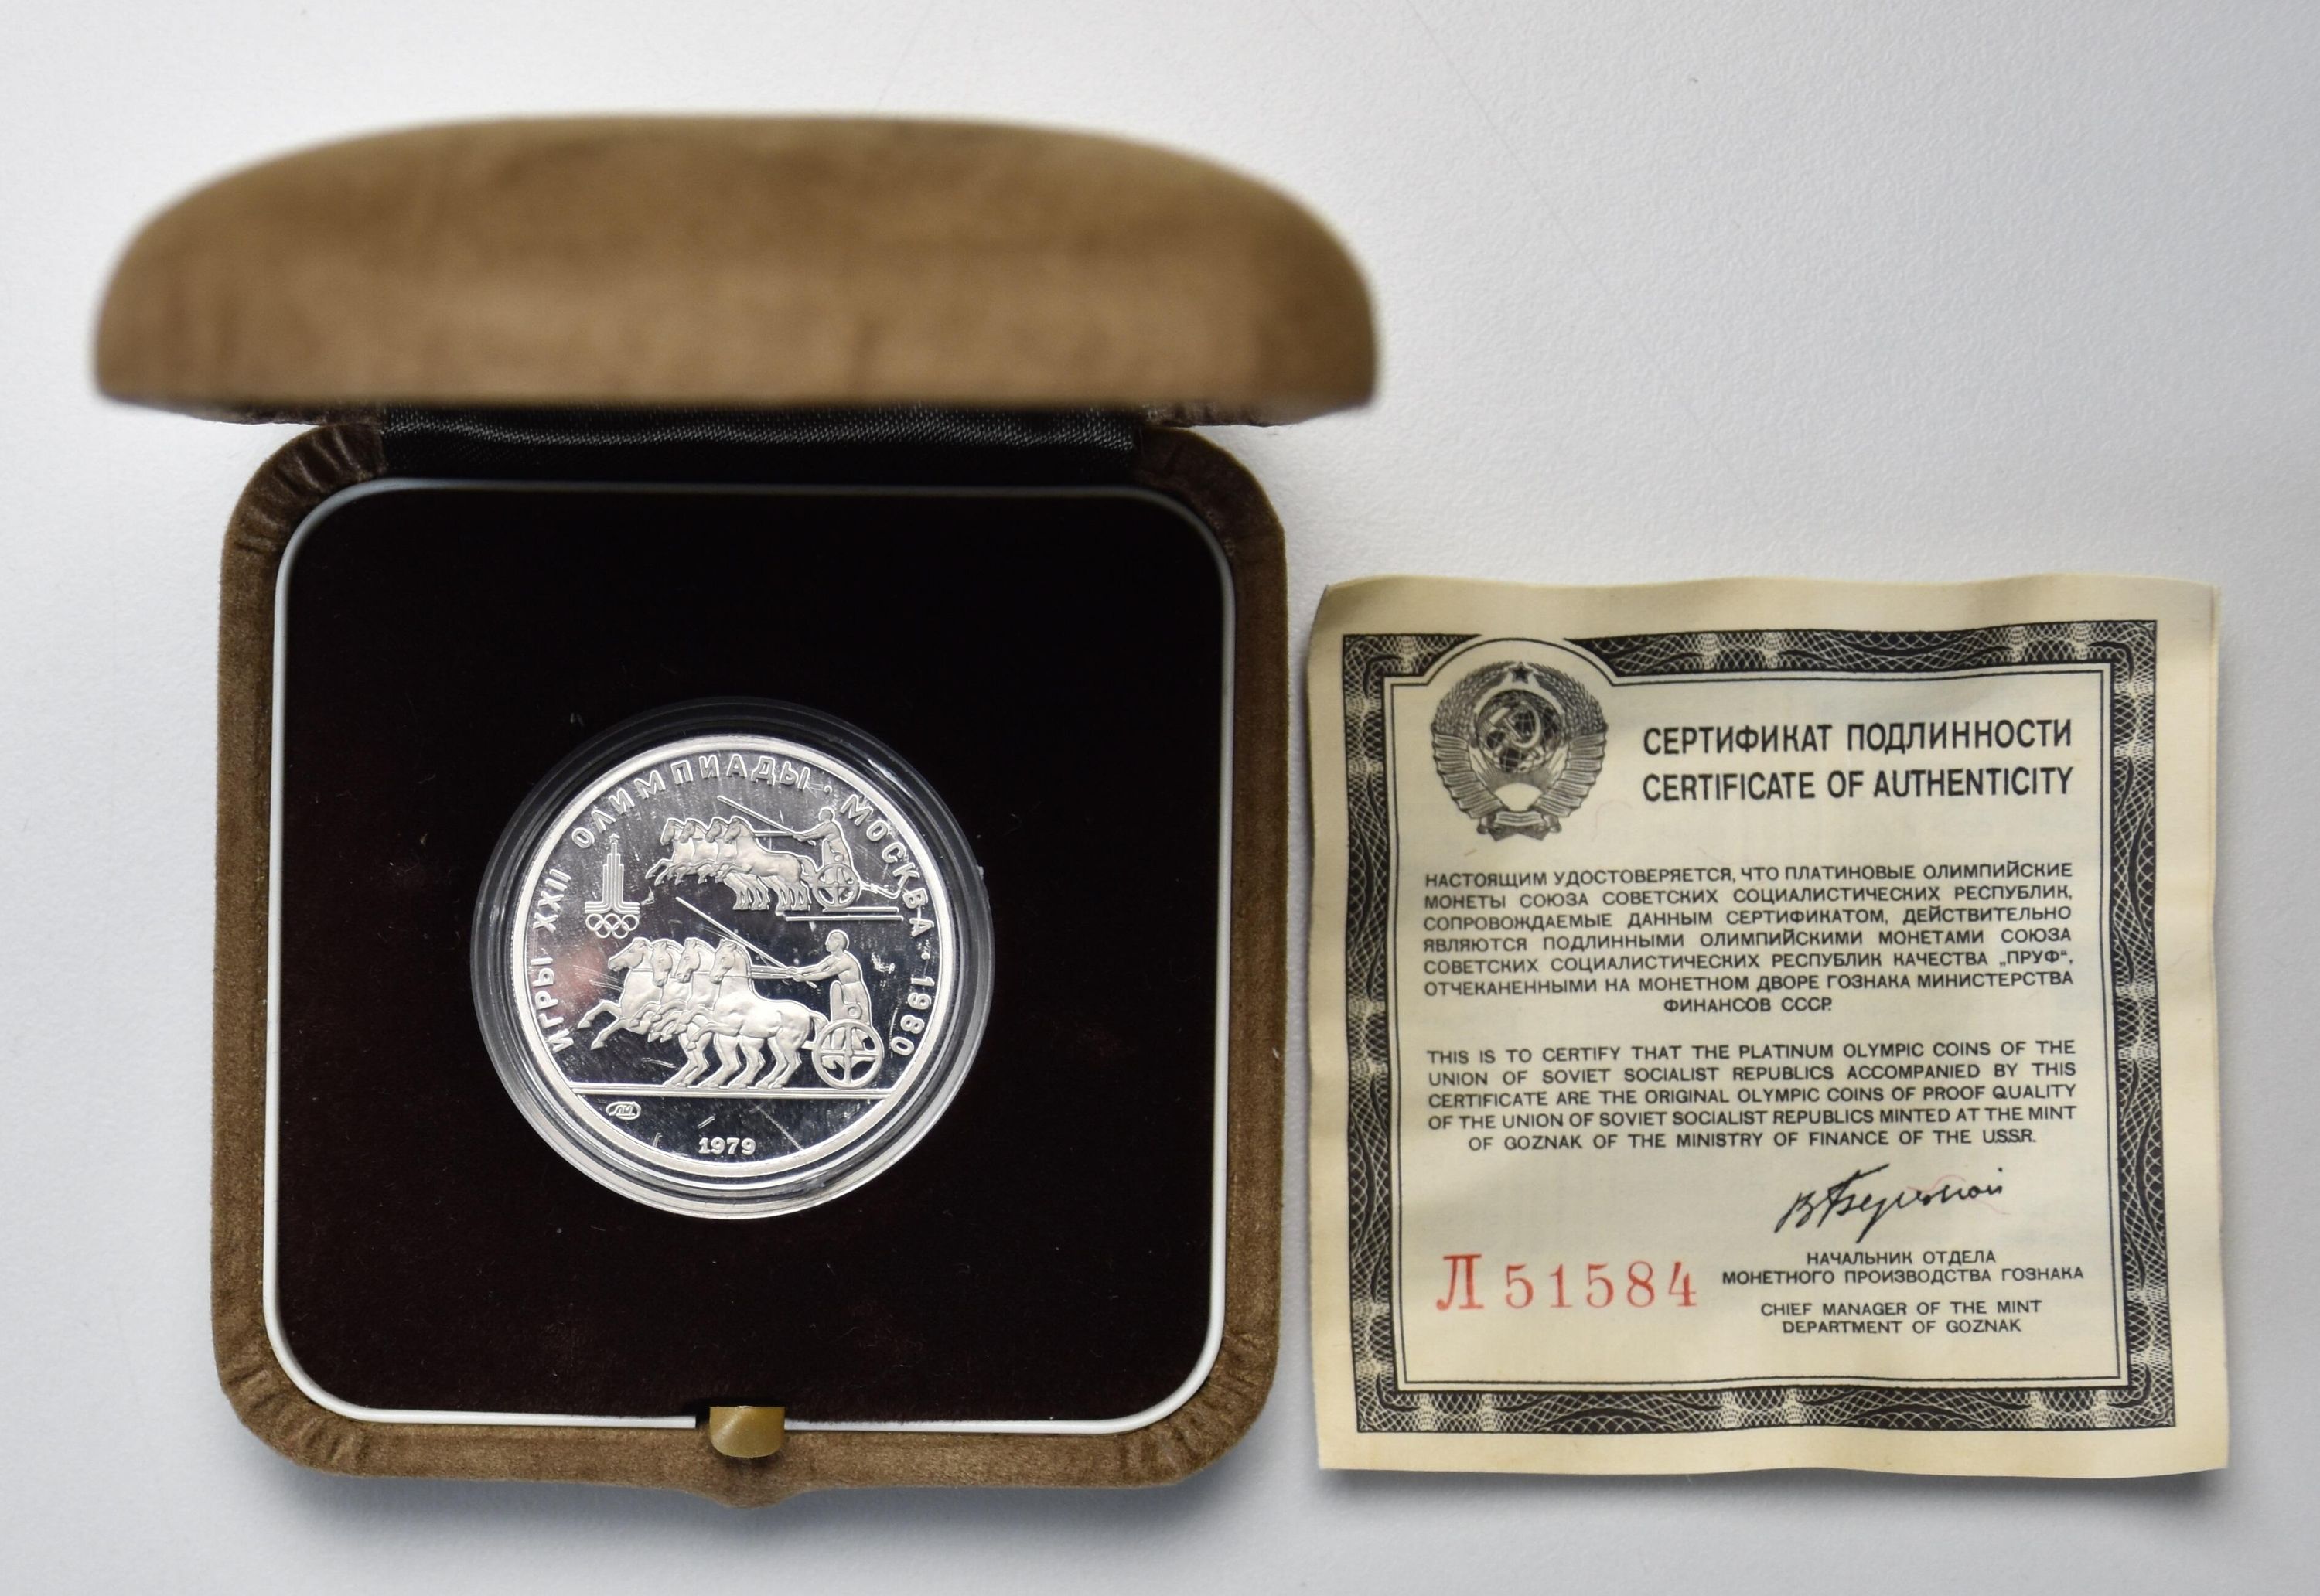 ИГРЫ XXII ОЛИМПИАДЫ · МОСКВА · 1980
ЛМД
1979
СЕРТИФИКАТ ПОДЛИННОСТИ
CERTIFICATE OF AUTHENTICITY
НАСТОЯЩИМ УДОСТОВЕРЯЕТСЯ, ЧТО ПЛАТИНОВЫЕ ОЛИМПИЙСКИЕ
МОНЕТЫ СОЮЗА СОВЕТСКИХ СОЦИАЛИСТИЧЕСКИХ РЕСПУБЛИК,
СОПРОВОЖДАЕМЫЕ ДАННЫМ СЕРТИФИКАТОМ, ДЕЙСТВИТЕЛЬНО
ЯВЛЯЮТСЯ ПОДЛИННЫМИ ОЛИМПИЙСКИМИ МОНЕТАМИ СОЮЗА
СОВЕТСКИХ СОЦИАЛИСТИЧЕСКИХ РЕСПУБЛИК КАЧЕСТВА „ПРУФ“,
ОТЧЕКАНЕННЫМИ НА МОНЕТНОМ ДВОРЕ ГОЗНАКА МИНИСТЕРСТВА
ФИНАНСОВ СССР.
THIS IS TO CERTIFY THAT THE PLATINUM OLYMPIC COINS OF THE
UNION OF SOVIET SOCIALIST REPUBLICS ACCOMPANIED BY THIS
CERTIFICATE ARE THE ORIGINAL OLYMPIC COINS OF PROOF QUALITY
OF THE UNION OF SOVIET SOCIALIST REPUBLICS MINTED AT THE MINT
OF GOZNAK OF THE MINISTRY OF FINANCE OF THE U.S.S.R.
Л 51584
НАЧАЛЬНИК ОТДЕЛА
МОНЕТНОГО ПРОИЗВОДСТВА ГОЗНАКА
CHIEF MANAGER OF THE MINT
DEPARTMENT OF GOZNAK